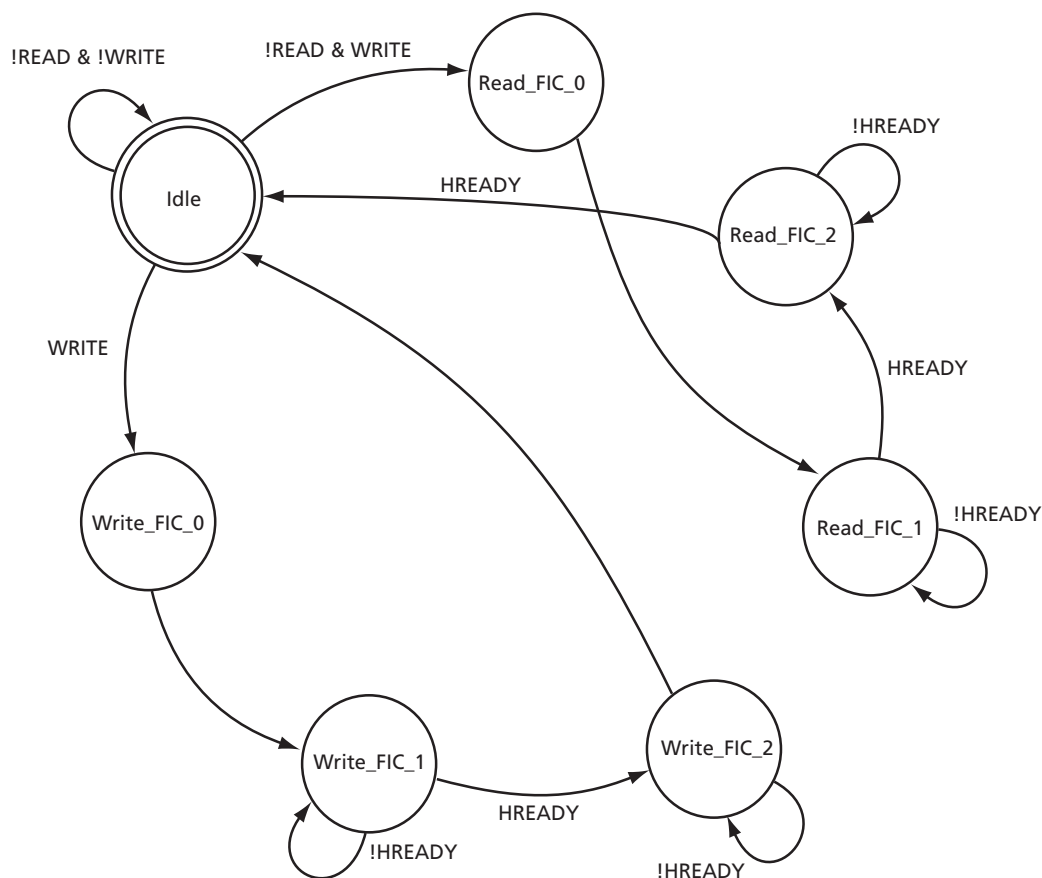 !READ & !WRITE
!READ & WRITE
Read_FIC_0
!HREADY
HREADY
Idle
Read_FIC_2
WRITE
HREADY
Write_FIC_0
Read_FIC_1
!HREADY
Write_FIC_1
Write_FIC_2
HREADY
!HREADY
!HREADY